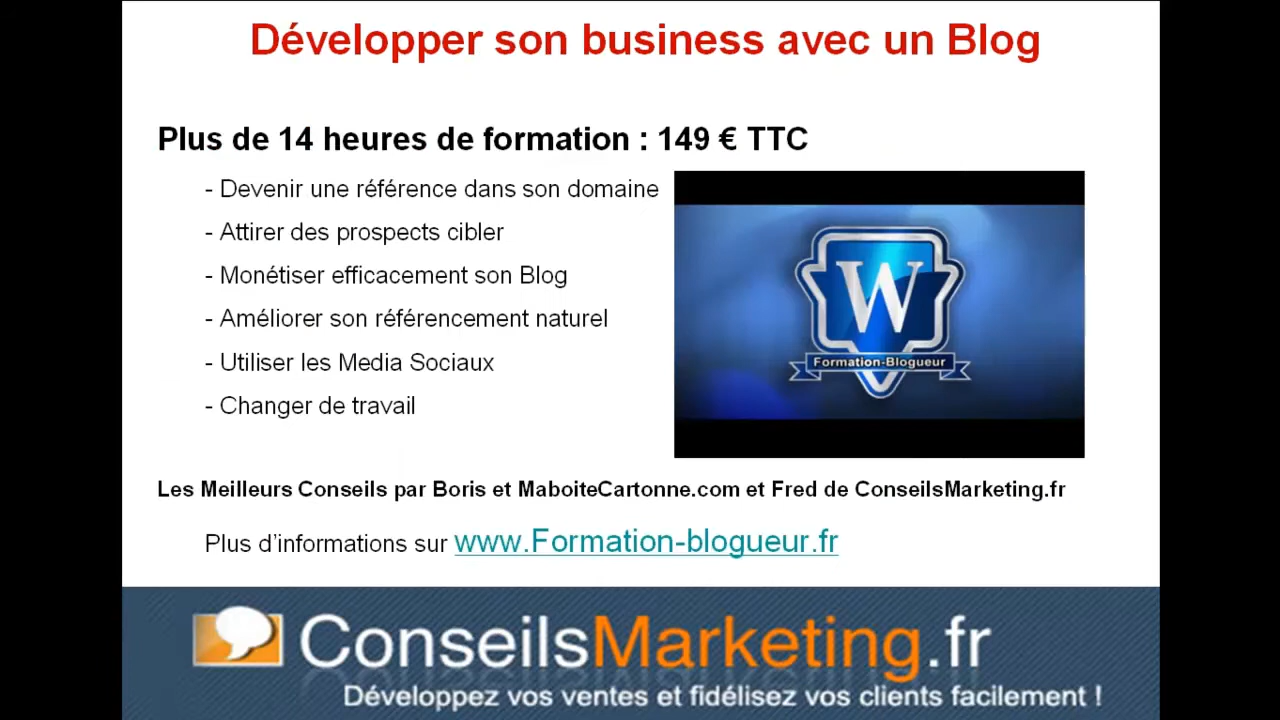 Développer son business avec un Blog
Plus de 14 heures de formation : 149 € TTC
- Devenir une référence dans son domaine
- Attirer des prospects cibler
- Monétiser efficacement son Blog
- Améliorer son référencement naturel
- Utiliser les Media Sociaux
- Changer de travail
W
Formation-Blogueur
Les Meilleurs Conseils par Boris et MaboiteCartonne.com et Fred de ConseilsMarketing.fr
Plus d’informations sur www.Formation-blogueur.fr
ConseilsMarketing.fr
Développez vos ventes et fidélisez vos clients facilement !